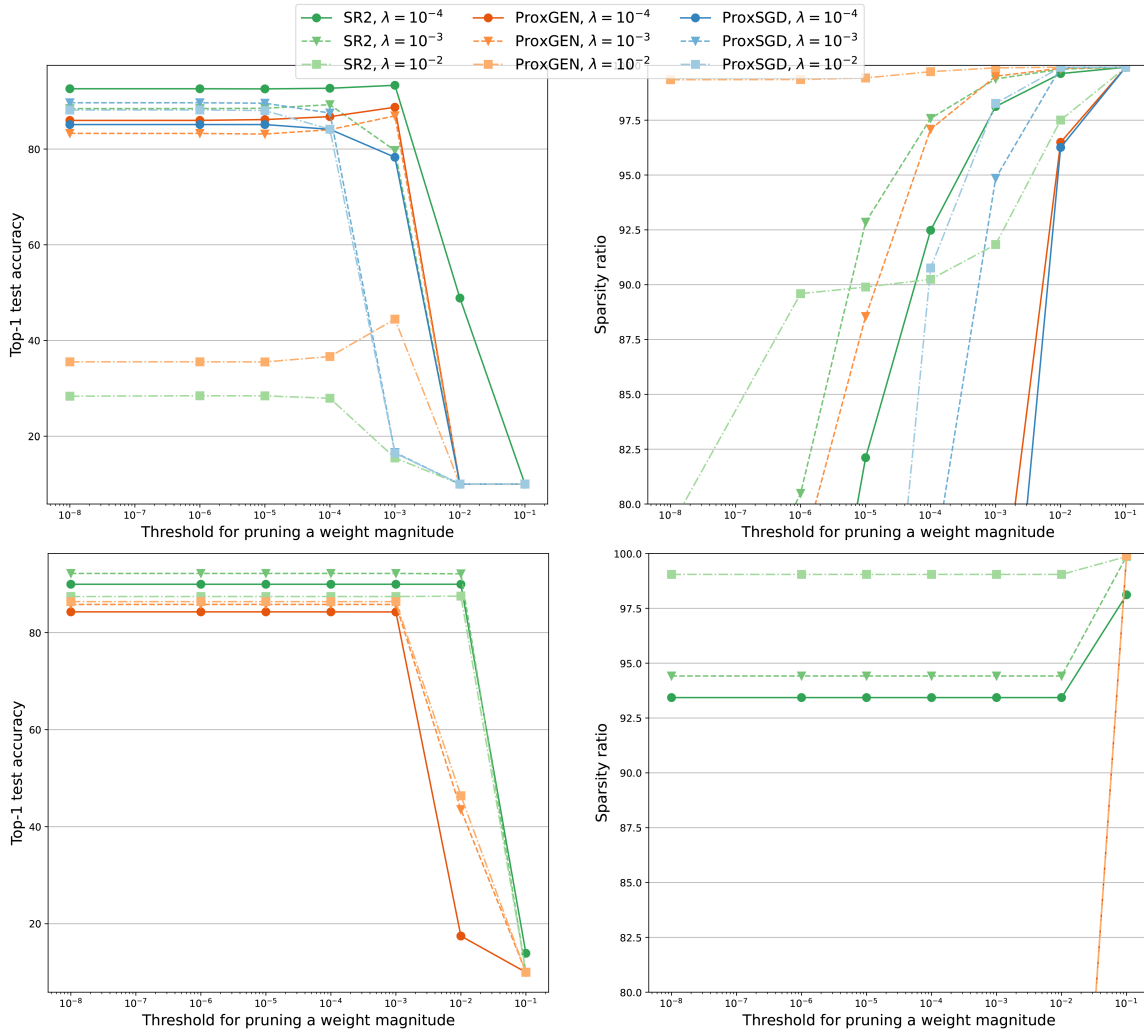 SR2, λ = 10⁻⁴
SR2, λ = 10⁻³
SR2, λ = 10⁻²
ProxGEN, λ = 10⁻⁴
ProxGEN, λ = 10⁻³
ProxGEN, λ = 10⁻²
ProxSGD, λ = 10⁻⁴
ProxSGD, λ = 10⁻³
ProxSGD, λ = 10⁻²
Top-1 test accuracy
80
60
40
20
10⁻⁸ 10⁻⁷ 10⁻⁶ 10⁻⁵ 10⁻⁴ 10⁻³ 10⁻² 10⁻¹
Threshold for pruning a weight magnitude
Sparsity ratio
97.5
95.0
92.5
90.0
87.5
85.0
82.5
80.0
10⁻⁸ 10⁻⁷ 10⁻⁶ 10⁻⁵ 10⁻⁴ 10⁻³ 10⁻² 10⁻¹
Threshold for pruning a weight magnitude
Top-1 test accuracy
80
60
40
20
10⁻⁸ 10⁻⁷ 10⁻⁶ 10⁻⁵ 10⁻⁴ 10⁻³ 10⁻² 10⁻¹
Threshold for pruning a weight magnitude
Sparsity ratio
100.0
97.5
95.0
92.5
90.0
87.5
85.0
82.5
80.0
10⁻⁸ 10⁻⁷ 10⁻⁶ 10⁻⁵ 10⁻⁴ 10⁻³ 10⁻² 10⁻¹
Threshold for pruning a weight magnitude